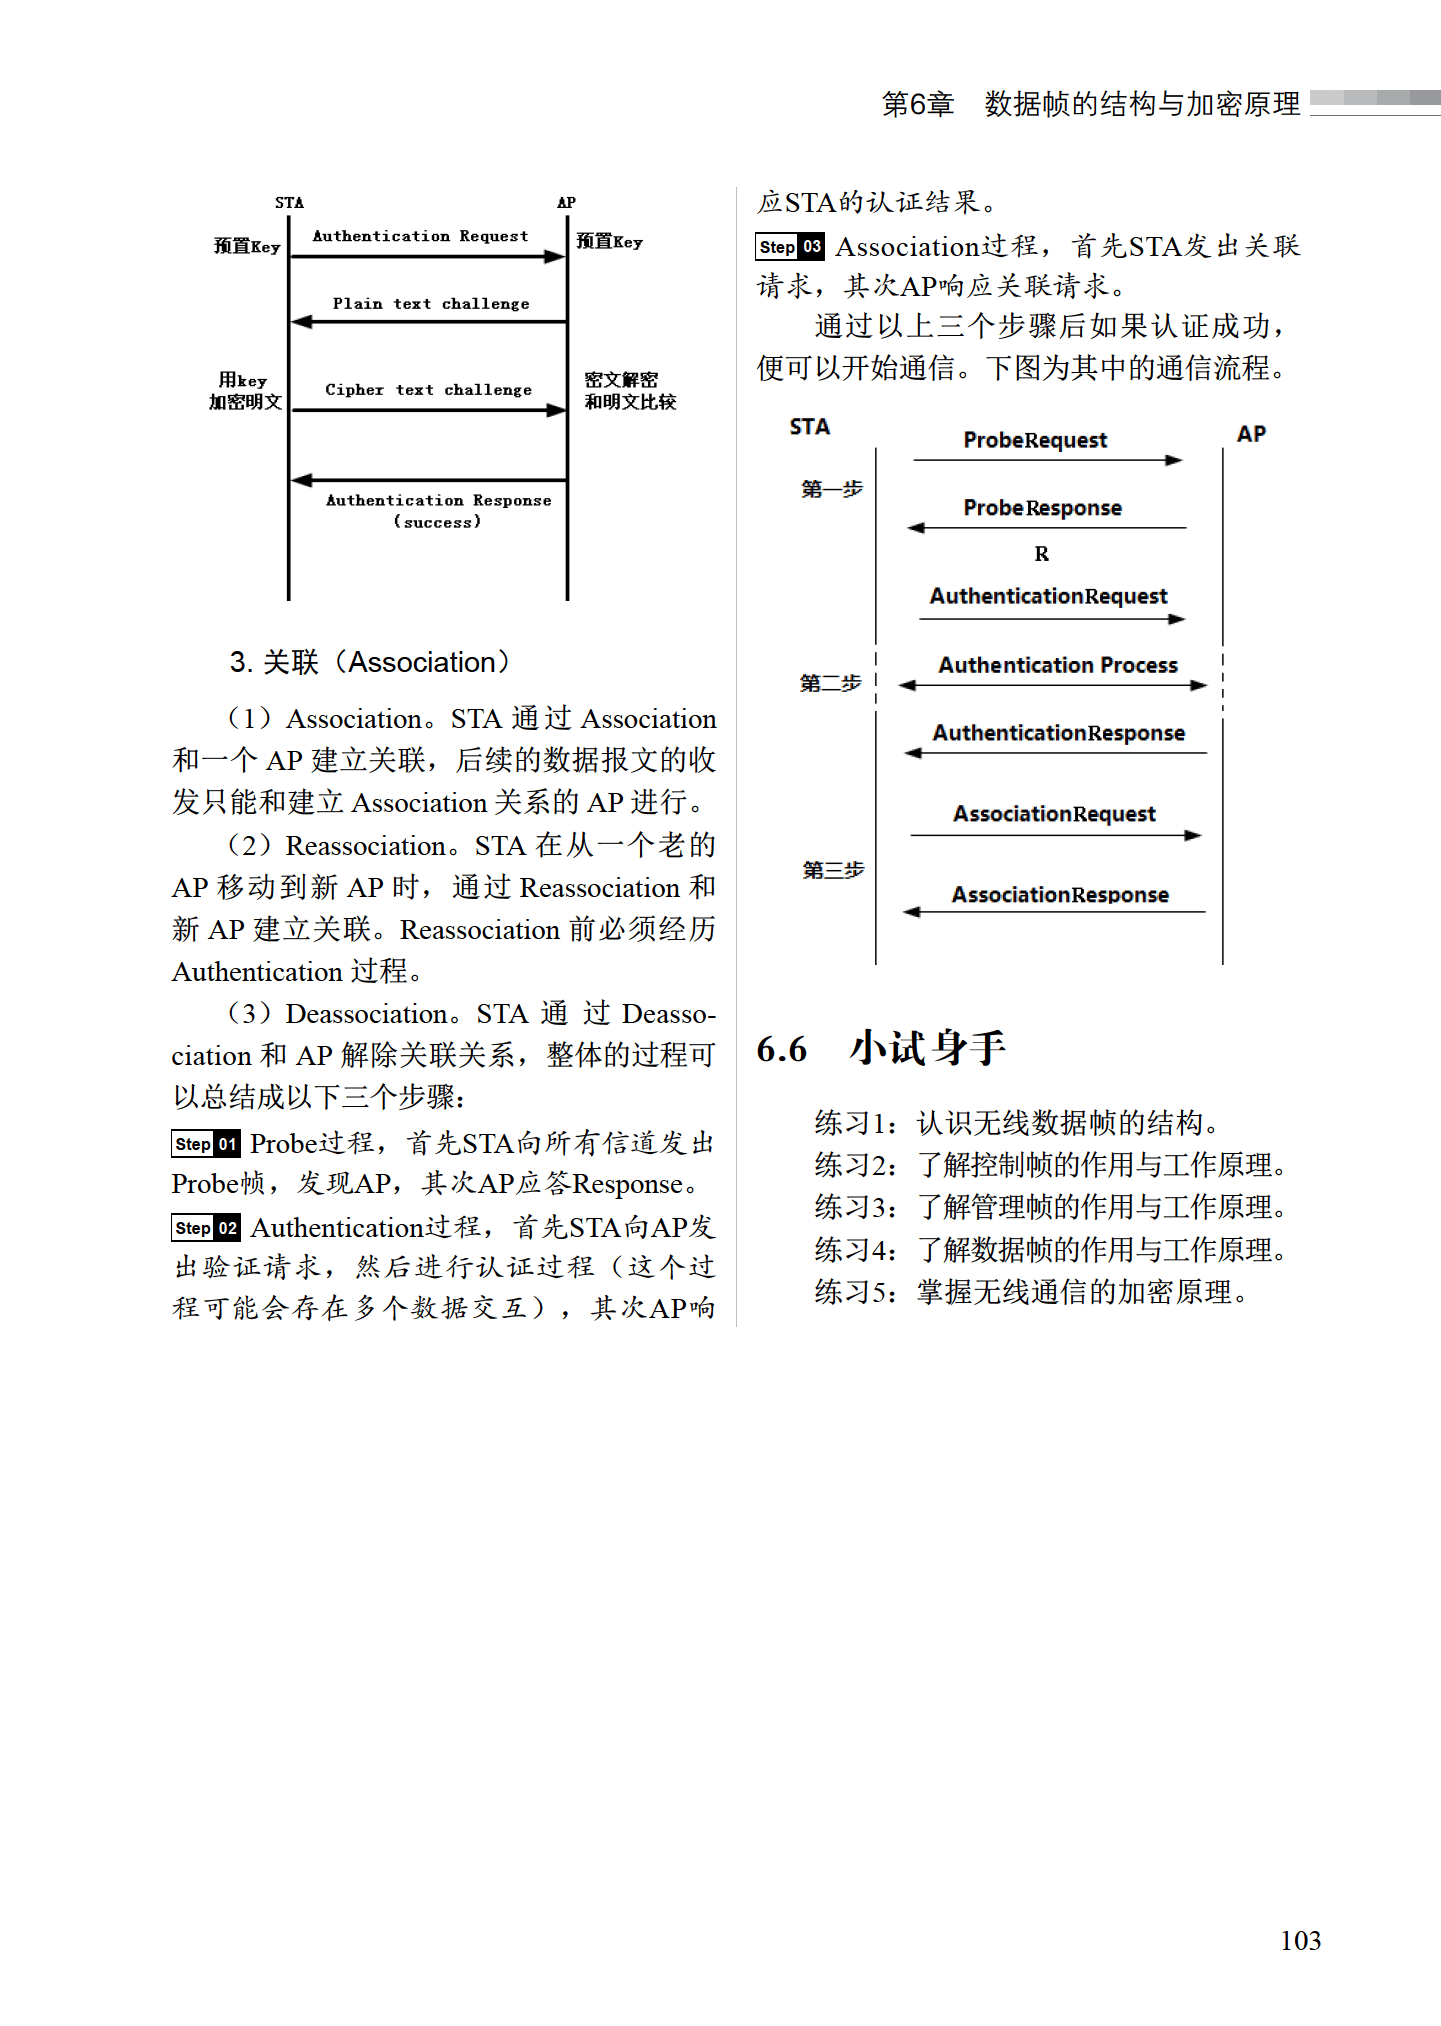 第6章 数据帧的结构与加密原理
STA AP
预置Key Authentication Request 预置Key
Plain text challenge
用key
加密明文
Cipher text challenge
密文解密
和明文比较
Authentication Response
(success)
3. 关联（Association）
（1）Association。STA 通过 Association
和一个 AP 建立关联，后续的数据报文的收
发只能和建立 Association 关系的 AP 进行。
（2）Reassociation。STA 在从一个老的
AP 移动到新 AP 时，通过 Reassociation 和
新 AP 建立关联。Reassociation 前必须经历
Authentication 过程。
（3）Deassociation。STA 通 过 Deasso-
ciation 和 AP 解除关联关系，整体的过程可
以总结成以下三个步骤：
Step 01 Probe过程，首先STA向所有信道发出
Probe帧，发现AP，其次AP应答Response。
Step 02 Authentication过程，首先STA向AP发
出验证请求，然后进行认证过程（这个过
程可能会存在多个数据交互），其次AP响
应STA的认证结果。
Step 03 Association过程，首先STA发出关联
请求，其次AP响应关联请求。
通过以上三个步骤后如果认证成功，
便可以开始通信。下图为其中的通信流程。
STA AP
ProbeRequest
第一步
ProbeResponse
R
AuthenticationRequest
Authentication Process
第二步
AuthenticationResponse
AssociationRequest
第三步
AssociationResponse
6.6 小试身手
练习1：认识无线数据帧的结构。
练习2：了解控制帧的作用与工作原理。
练习3：了解管理帧的作用与工作原理。
练习4：了解数据帧的作用与工作原理。
练习5：掌握无线通信的加密原理。
103